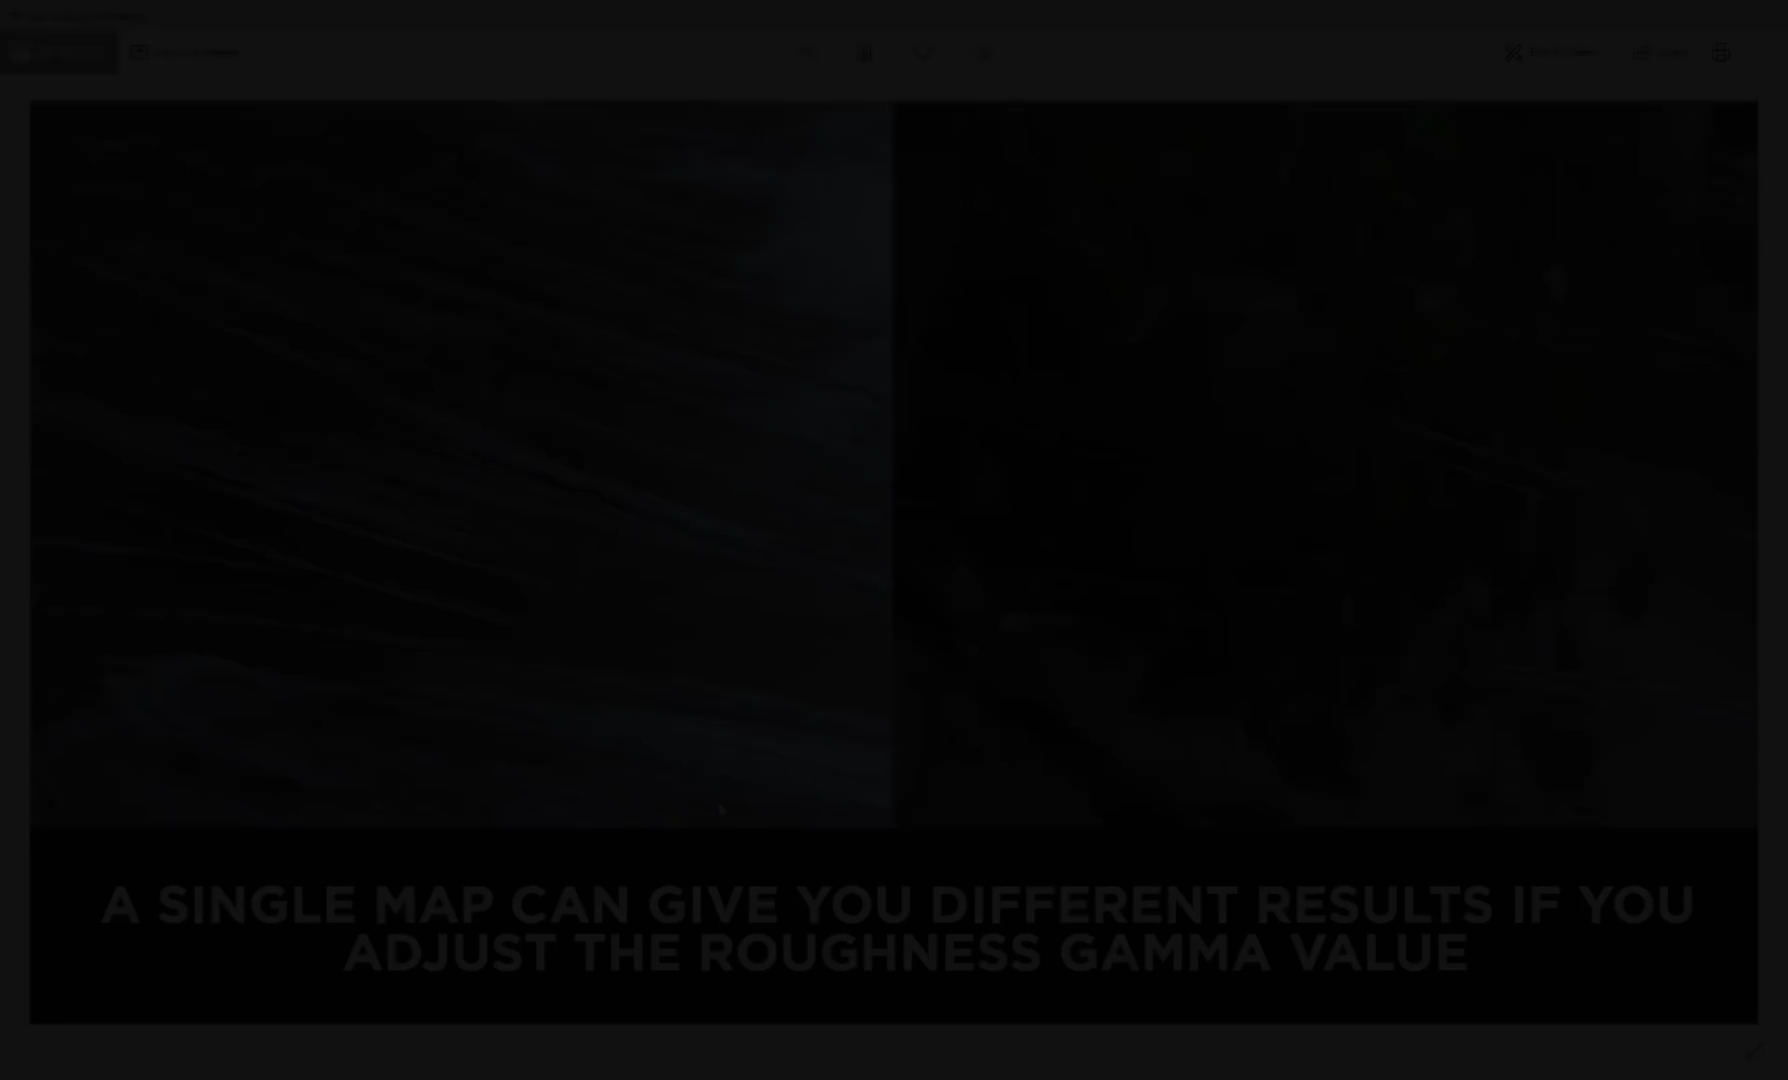 A SINGLE MAP CAN GIVE YOU DIFFERENT RESULTS IF YOU
ADJUST THE ROUGHNESS GAMMA VALUE